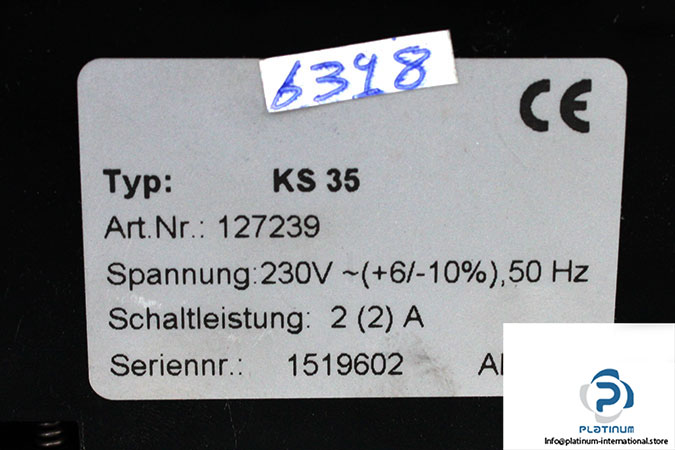 6398
CE
Typ: KS 35
Art.Nr.: 127239
Spannung:230V ~(+6/-10%),50 Hz
Schaltleistung: 2 (2) A
Seriennr.: 1519602
PLATINUM
Info@platinum-international.store